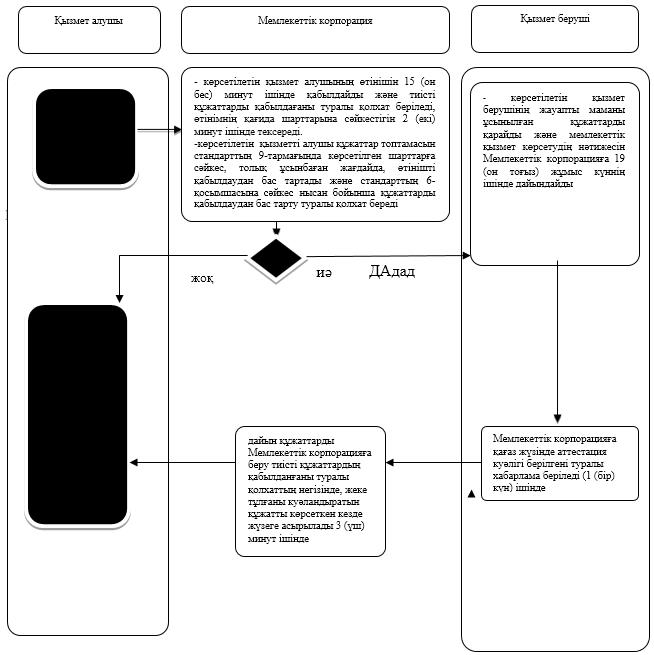 Қызмет алушы
Мемлекеттік корпорация
Қызмет беруші
- көрсетілетін қызмет алушының өтінішін 15 (он
бес) минут ішінде қабылдайды және тиісті
құжаттарды қабылдағаны туралы қолхат беріледі,
өтінімнің қағида шарттарына сәйкестігін 2 (екі)
минут ішінде тексереді.
-көрсетілетін қызметті алушы құжаттар топтамасын
стандарттың 9-тармағында көрсетілген шарттарға
сәйкес, толық ұсынбаған жағдайда, өтінішті
қабылдаудан бас тартады және стандарттың 6-
қосымшасына сәйкес нысан бойынша құжаттарды
қабылдаудан бас тарту туралы қолхат береді
- көрсетілетін қызмет
берушінің жауапты маманы
ұсынылған құжаттарды
қарайды және мемлекеттік
қызмет көрсетудің нәтижесін
Мемлекеттік корпорацияға 19
(он тоғыз) жұмыс күннің
ішінде дайындайды
жоқ
иә
ДАдад
дайын құжаттарды
Мемлекеттік корпорацияға
беру тиісті құжаттардың
қабылданғаны туралы
қолхаттың негізінде, жеке
тұлғаны куәландыратын
құжатты көрсеткен кезде
жүзеге асырылады 3 (үш)
минут ішінде
Мемлекеттік корпорацияға
қағаз жүзінде аттестация
куәлігі берілгені туралы
хабарлама беріледі (1 (бір)
күн) ішінде